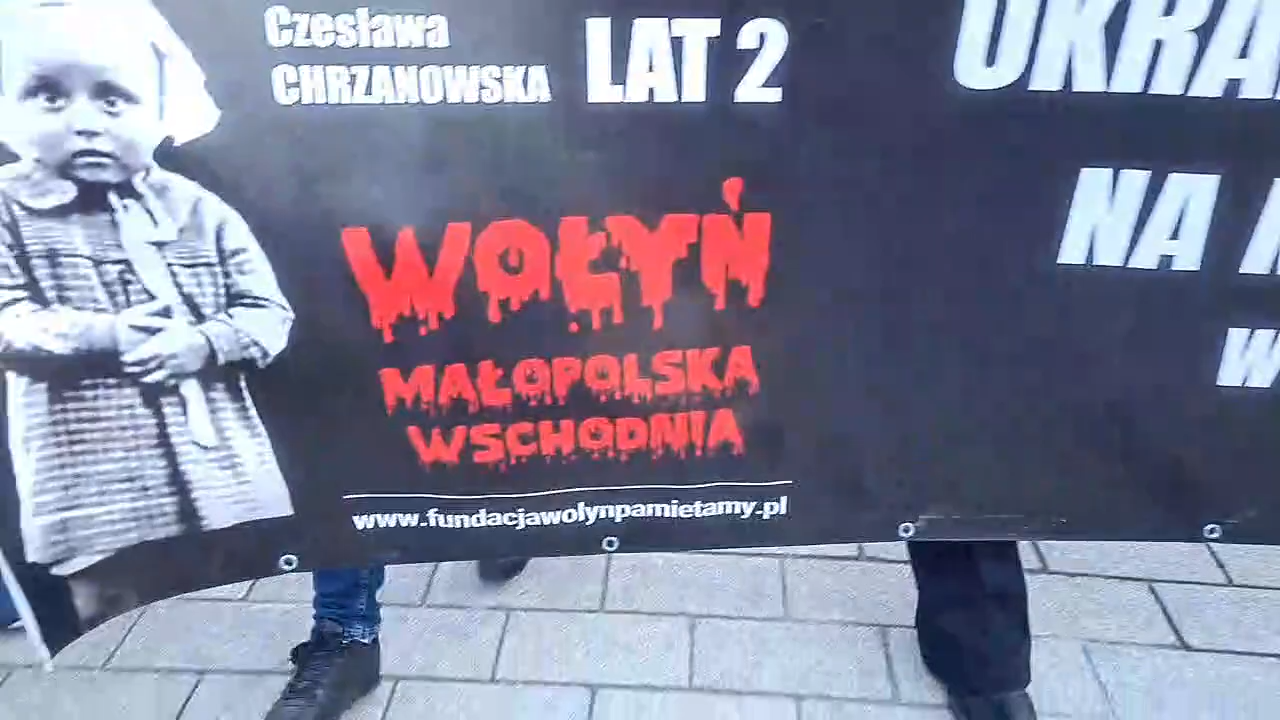 Czesława
CHRZANOWSKA
LAT 2
WOŁYŃ
MAŁOPOLSKA
WSCHODNIA
www.fundacjawolynpamietamy.pl
NA